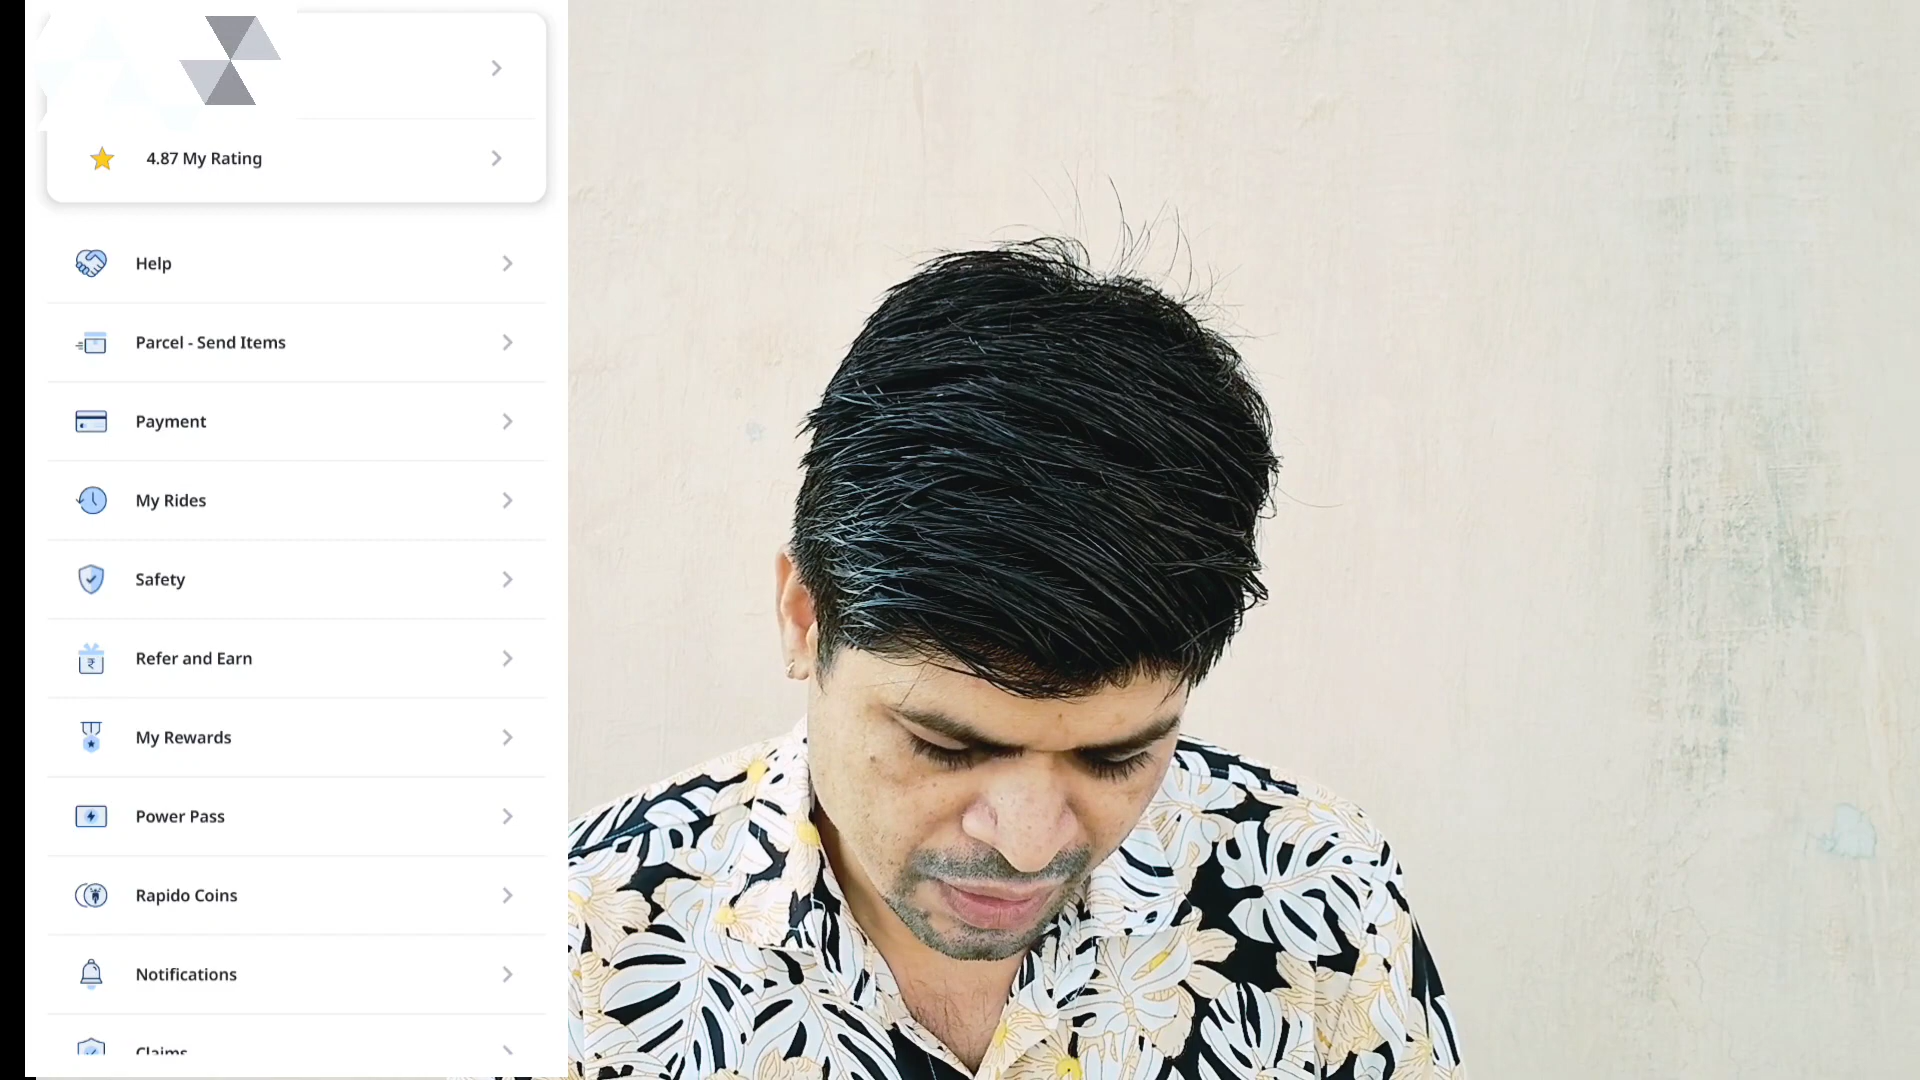 4.87 My Rating
Help
Parcel - Send Items
Payment
My Rides
Safety
Refer and Earn
My Rewards
Power Pass
Rapido Coins
Notifications
Claims